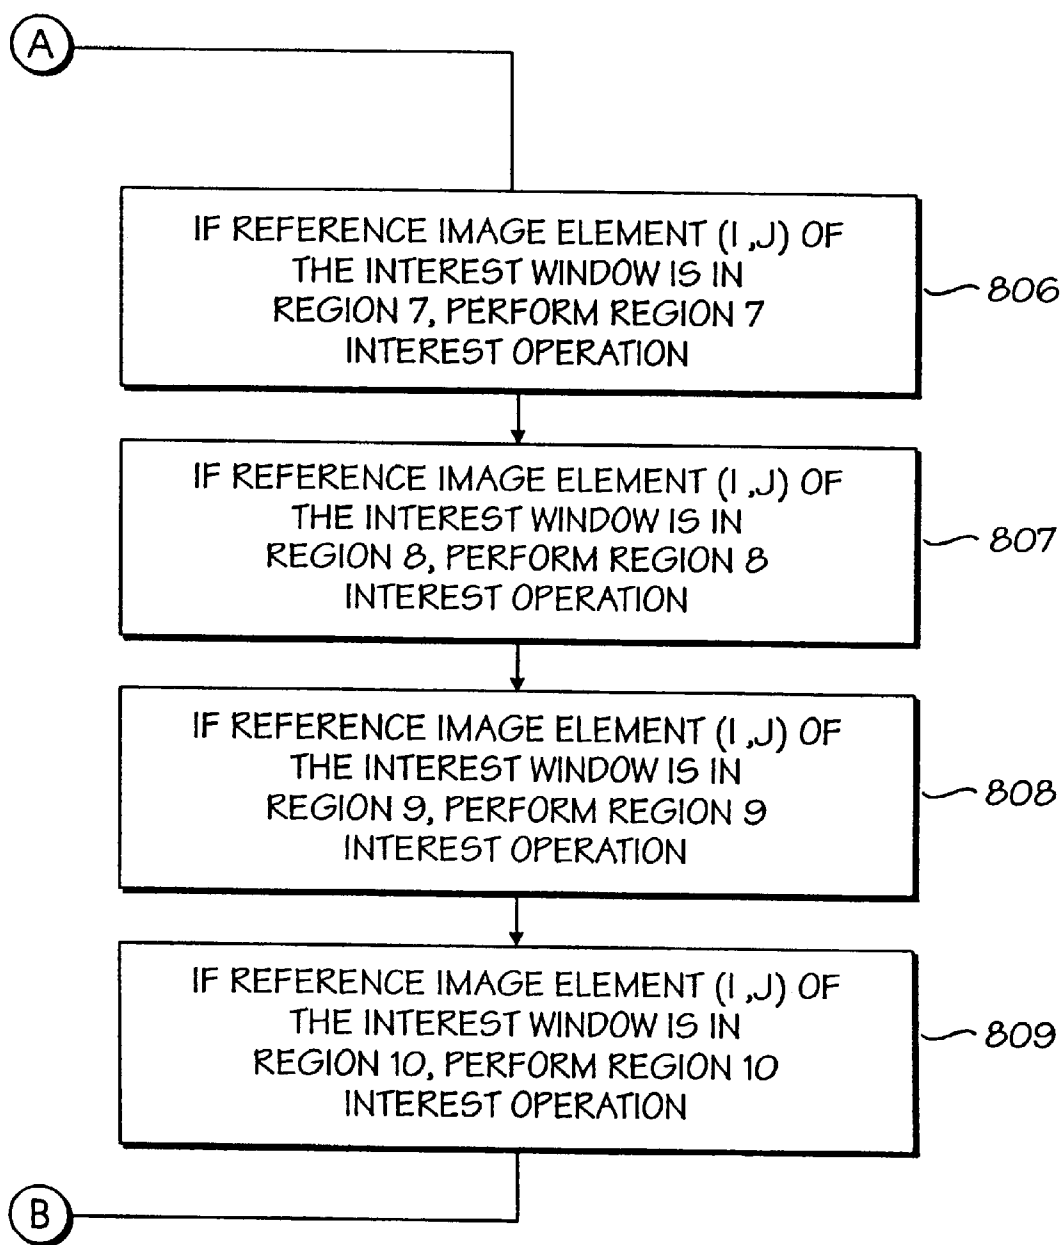 A
IF REFERENCE IMAGE ELEMENT (I ,J) OF
THE INTEREST WINDOW IS IN
REGION 7, PERFORM REGION 7
INTEREST OPERATION
806
IF REFERENCE IMAGE ELEMENT (I ,J) OF
THE INTEREST WINDOW IS IN
REGION 8, PERFORM REGION 8
INTEREST OPERATION
807
IF REFERENCE IMAGE ELEMENT (I ,J) OF
THE INTEREST WINDOW IS IN
REGION 9, PERFORM REGION 9
INTEREST OPERATION
808
IF REFERENCE IMAGE ELEMENT (I ,J) OF
THE INTEREST WINDOW IS IN
REGION 10, PERFORM REGION 10
INTEREST OPERATION
809
B